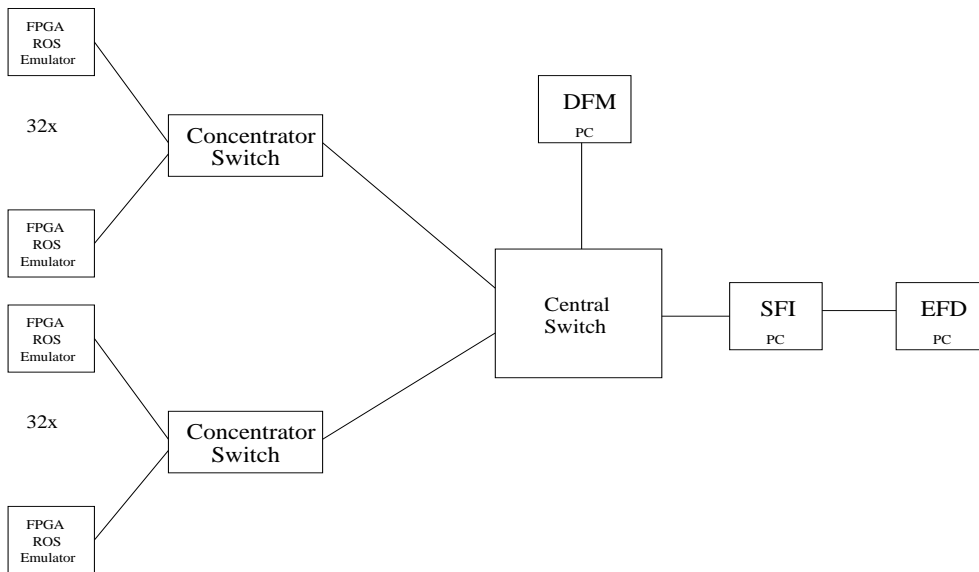 FPGA
ROS
Emulator
32x
FPGA
ROS
Emulator
Concentrator
Switch
FPGA
ROS
Emulator
32x
FPGA
ROS
Emulator
Concentrator
Switch
DFM
PC
Central
Switch
SFI
PC
EFD
PC